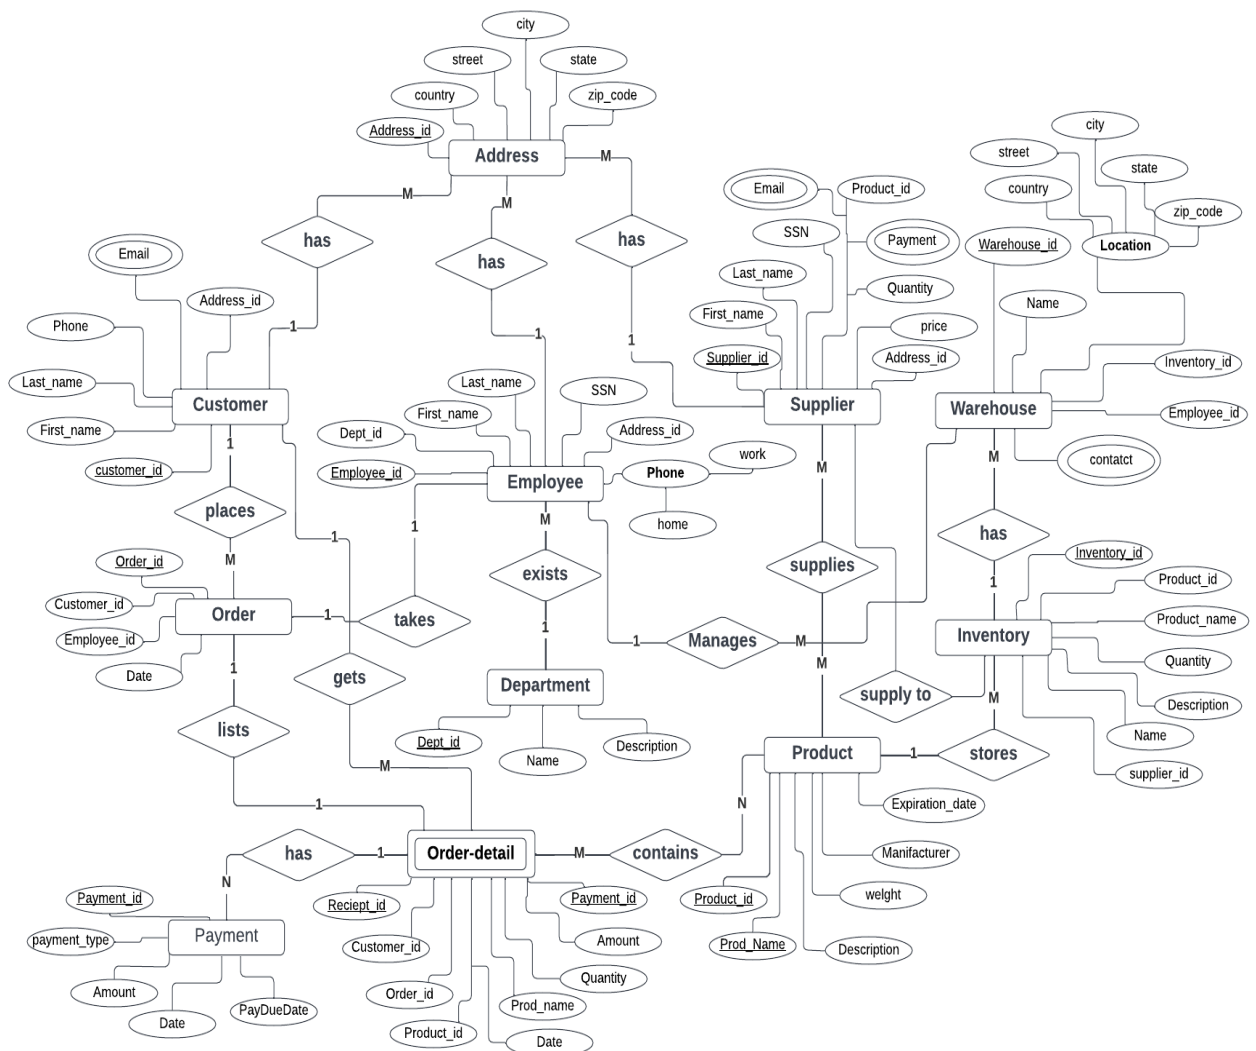 city
street
state
country
zip_code
Address_id
Address
M
M
M
has
has
has
1
1
1
Email
Address_id
Phone
Last_name
First_name
customer_id
Customer
1
places
M
Order_id
Customer_id
Employee_id
Date
Order
1
takes
1
1
gets
M
1
lists
1
Last_name
First_name
Dept_id
Employee_id
SSN
Address_id
Phone
work
home
Employee
M
exists
1
Department
Dept_id
Name
Description
1
Manages
M
Email
Product_id
SSN
Payment
Last_name
Quantity
First_name
price
Supplier_id
Address_id
Supplier
M
supplies
M
supply to
city
street
state
country
zip_code
Location
Warehouse_id
Name
Inventory_id
Employee_id
contatct
Warehouse
M
has
1
Inventory_id
Product_id
Product_name
Quantity
Description
Name
supplier_id
Inventory
M
stores
1
Product
Expiration_date
Manifacturer
welght
Description
Product_id
Prod_Name
N
contains
M
Order-detail
1
has
N
Reciept_id
Customer_id
Order_id
Product_id
Date
Prod_name
Quantity
Amount
Payment_id
Payment
Payment_id
payment_type
Amount
Date
PayDueDate